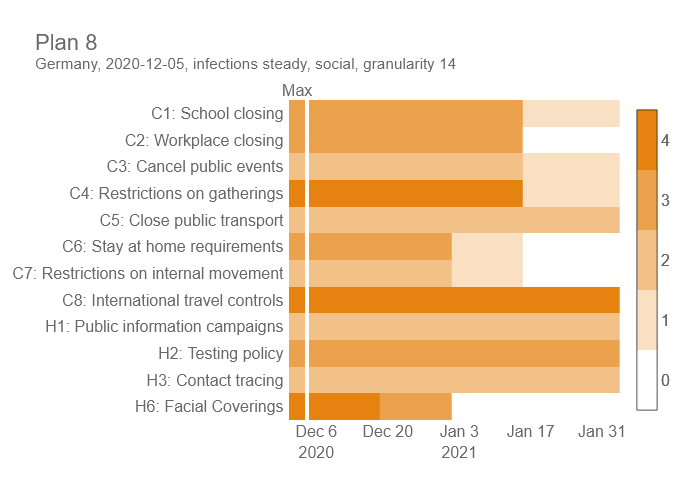 Plan 8
Germany, 2020-12-05, infections steady, social, granularity 14
Max
C1: School closing
C2: Workplace closing
C3: Cancel public events
C4: Restrictions on gatherings
C5: Close public transport
C6: Stay at home requirements
C7: Restrictions on internal movement
C8: International travel controls
H1: Public information campaigns
H2: Testing policy
H3: Contact tracing
H6: Facial Coverings
Dec 6 Dec 20 Jan 3 Jan 17 Jan 31
2020 2021
4
3
2
1
0